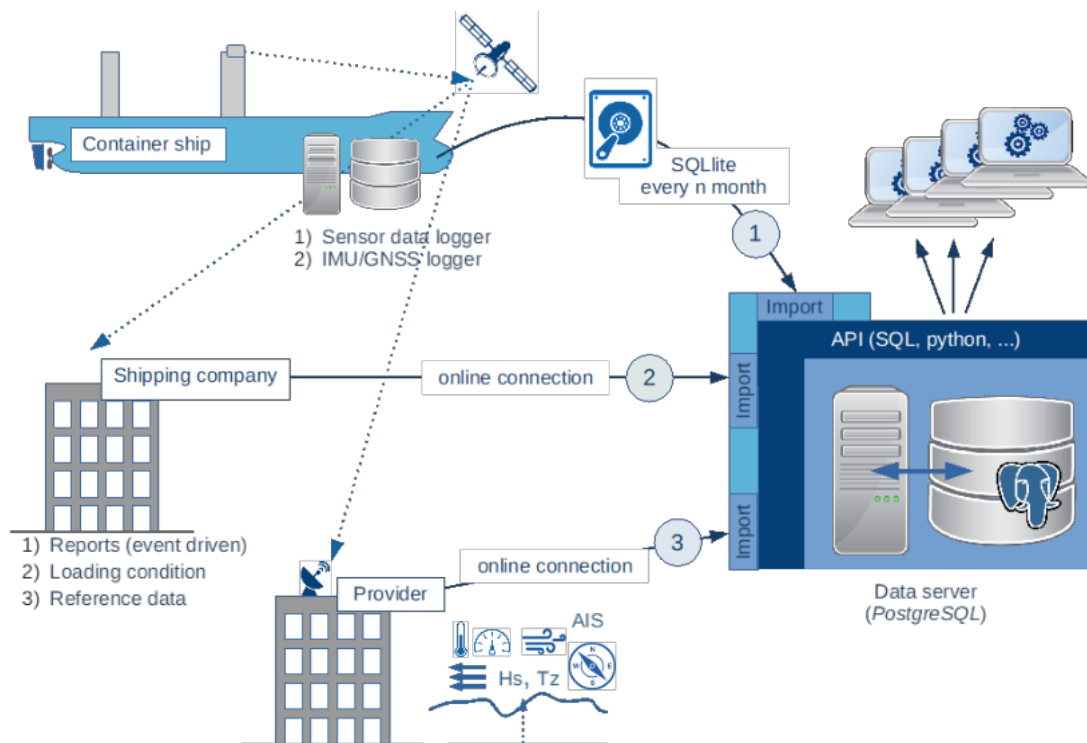 Container ship
SQLlite
every n month
1
1) Sensor data logger
2) IMU/GNSS logger
Import
API (SQL, python, ...)
Shipping company
online connection
2
Import
1) Reports (event driven)
2) Loading condition
3) Reference data
Provider
online connection
3
Import
Data server
(PostgreSQL)
AIS
N
W E
S
Hs, Tz